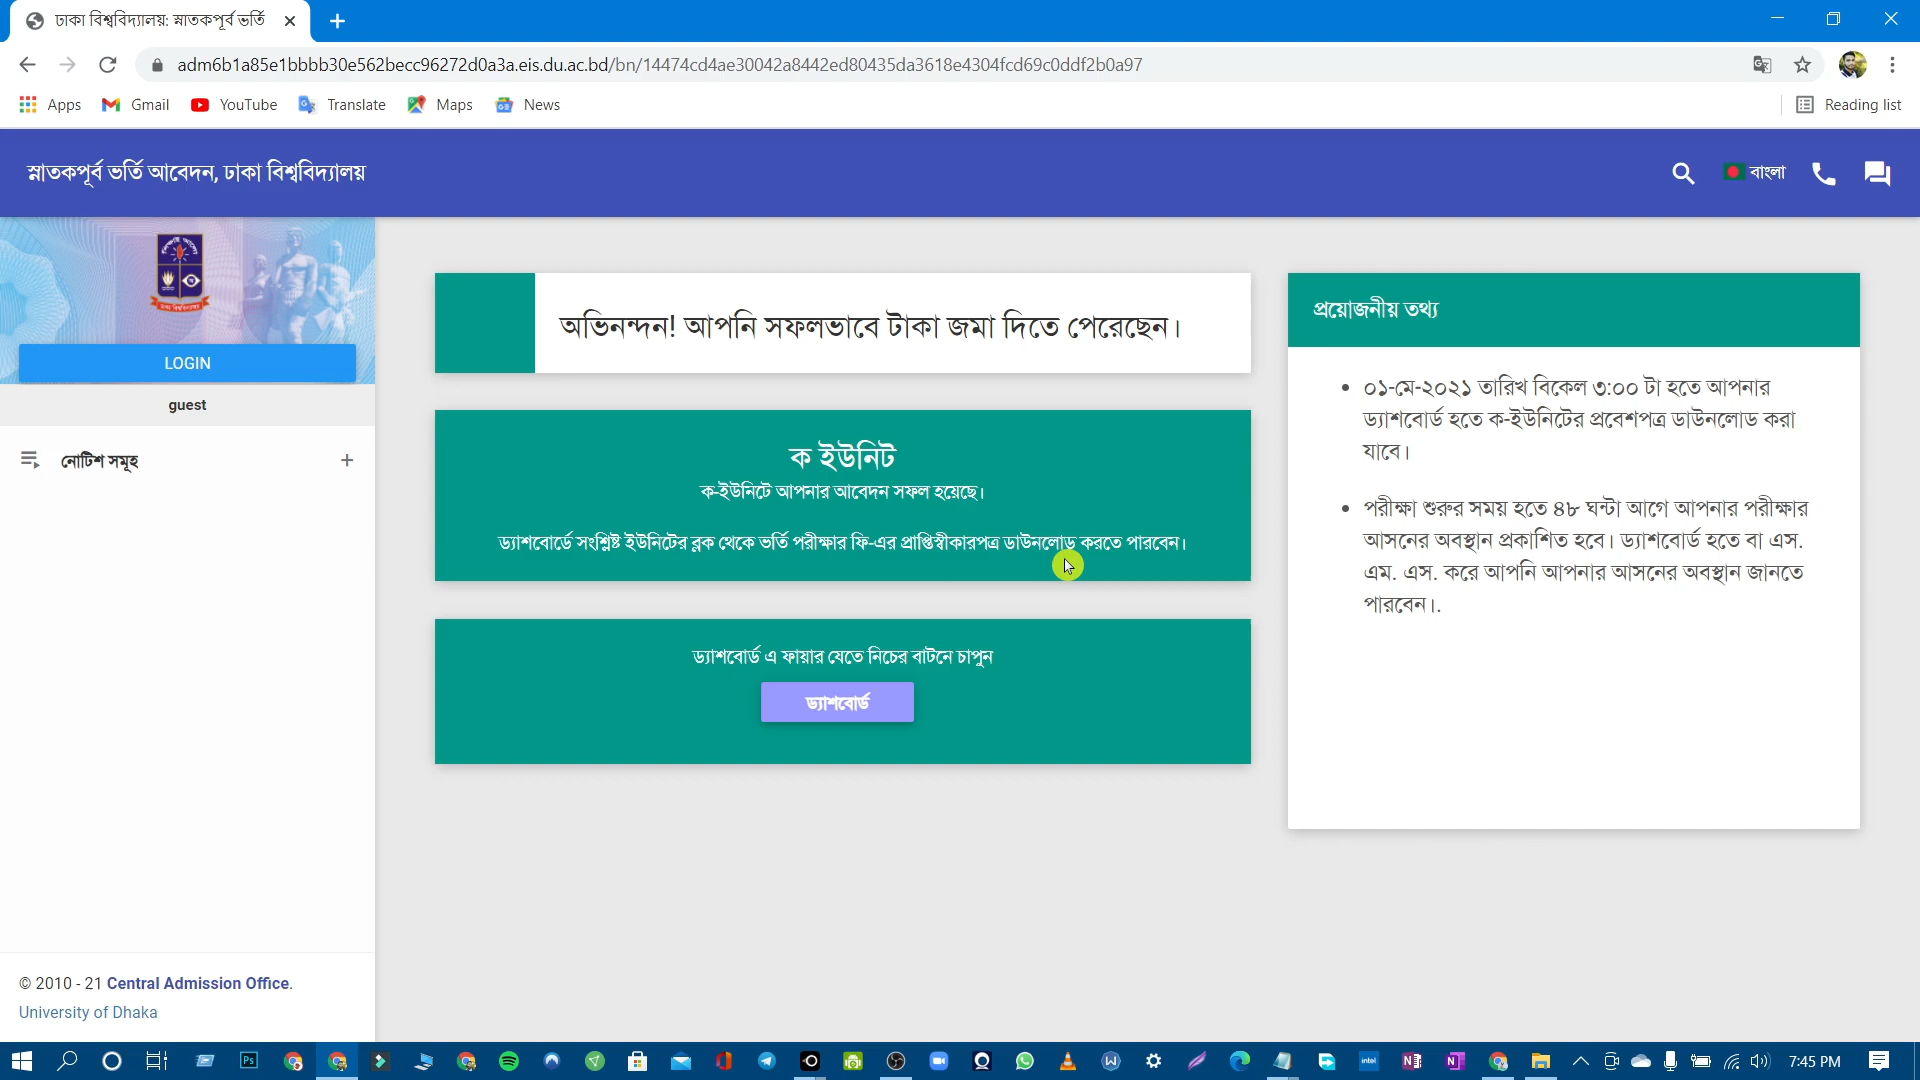 ঢাকা বিশ্ববিদ্যালয়: স্নাতকপূর্ব ভর্তি
adm6b1a85e1bbbb30e562becc96272d0a3a.eis.du.ac.bd/bn/14474cd4ae30042a8442ed80435da3618e4304fcd69c0ddf2b0a97
Apps Gmail YouTube Translate Maps News Reading list
স্নাতকপূর্ব ভর্তি আবেদন, ঢাকা বিশ্ববিদ্যালয়
বাংলা
LOGIN
guest
নোটিশ সমূহ
© 2010 - 21 Central Admission Office.
University of Dhaka
অভিনন্দন! আপনি সফলভাবে টাকা জমা দিতে পেরেছেন।
ক ইউনিট
ক-ইউনিটে আপনার আবেদন সফল হয়েছে।
ড্যাশবোর্ডে সংশ্লিষ্ট ইউনিটের ব্লক থেকে ভর্তি পরীক্ষার ফি-এর প্রাপ্তিস্বীকারপত্র ডাউনলোড করতে পারবেন।
ড্যাশবোর্ড এ ফায়ার যেতে নিচের বাটনে চাপুন
ড্যাশবোর্ড
প্রয়োজনীয় তথ্য
০১-মে-২০২১ তারিখ বিকেল ৩:০০ টা হতে আপনার
ড্যাশবোর্ড হতে ক-ইউনিটের প্রবেশপত্র ডাউনলোড করা
যাবে।
পরীক্ষা শুরুর সময় হতে ৪৮ ঘন্টা আগে আপনার পরীক্ষার
আসনের অবস্থান প্রকাশিত হবে। ড্যাশবোর্ড হতে বা এস.
এম. এস. করে আপনি আপনার আসনের অবস্থান জানতে
পারবেন।.
7:45 PM